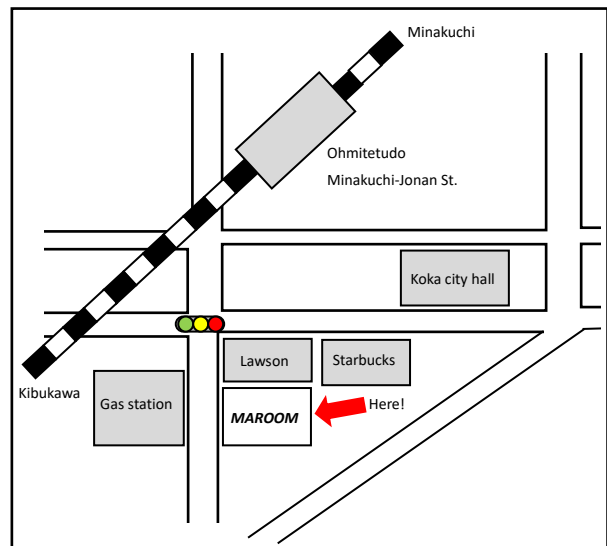 Minakuchi
Ohmitetudo
Minakuchi-Jonan St.
Koka city hall
Lawson
Starbucks
Kibukawa
Gas station
MAROOM
Here!